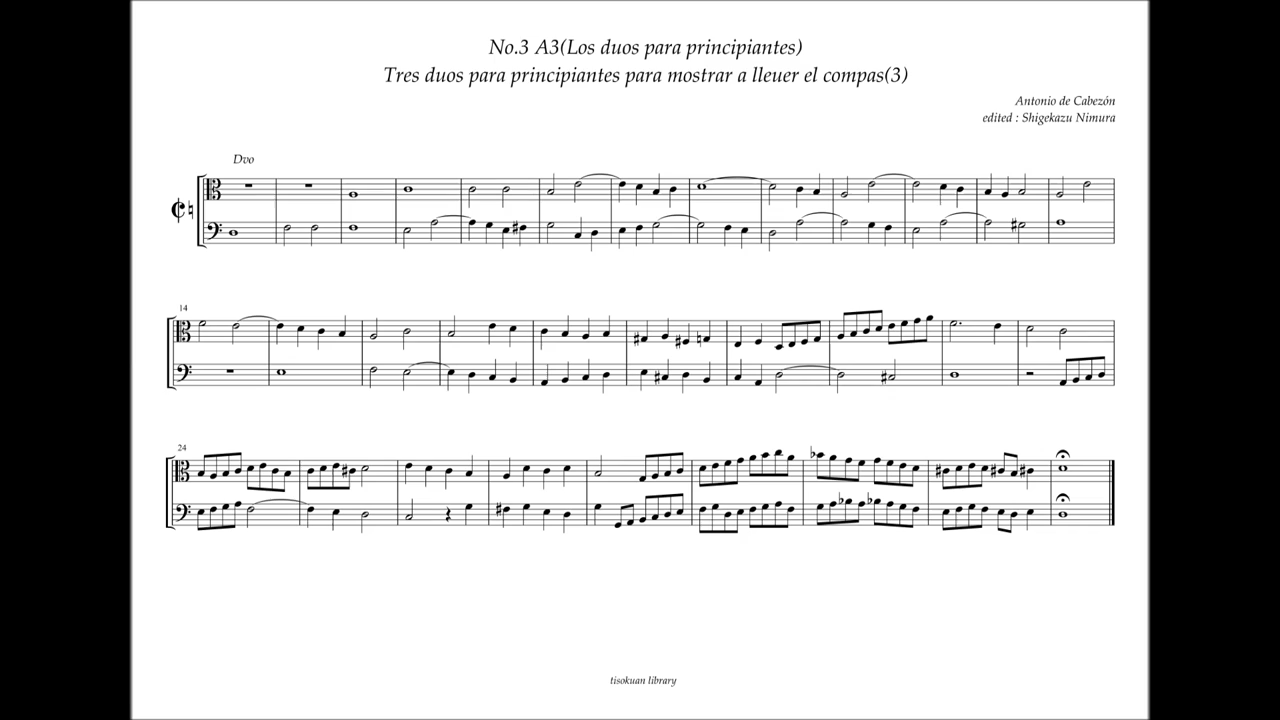 No.3 A3(Los duos para principiantes)
Tres duos para principiantes para mostrar a lleuer el compas(3)
Antonio de Cabezón
edited : Shigekazu Nimura
Dvo
14
24
tisokuan library